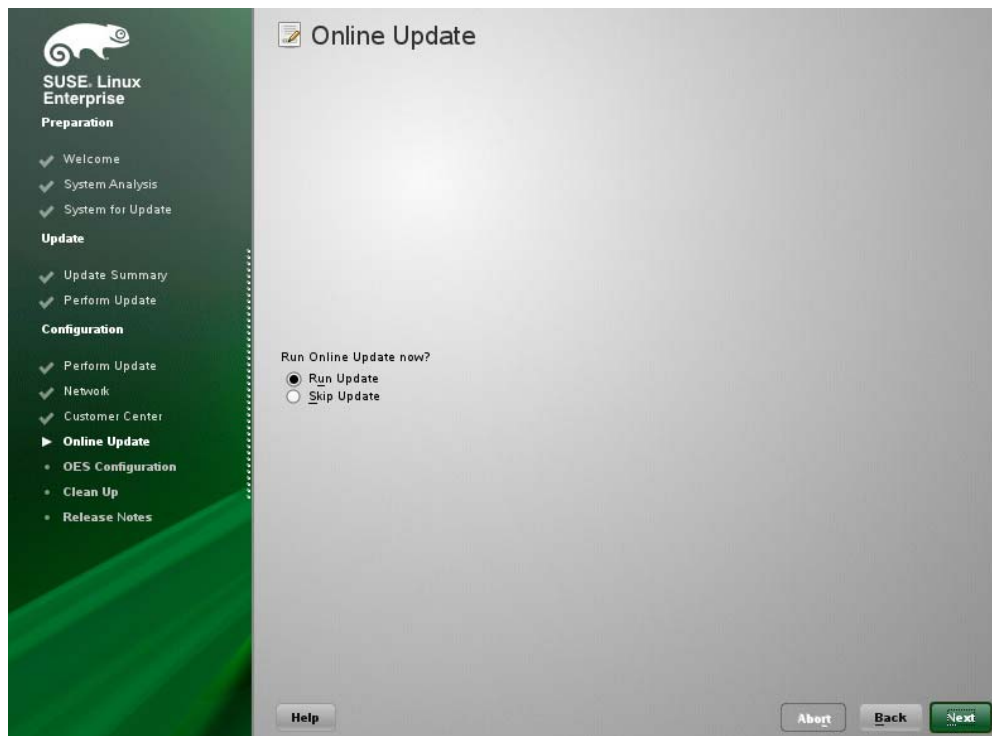 SUSE. Linux
Enterprise
Preparation
Welcome
System Analysis
System for Update
Update
Update Summary
Perform Update
Configuration
Perform Update
Network
Customer Center
Online Update
OES Configuration
Clean Up
Release Notes
Online Update
Run Online Update now?
Run Update
Skip Update
Help
Abort
Back
Next